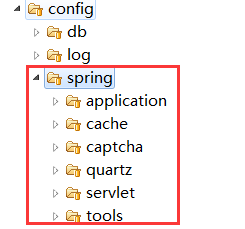 config
db
log
spring
application
cache
captcha
quartz
servlet
tools